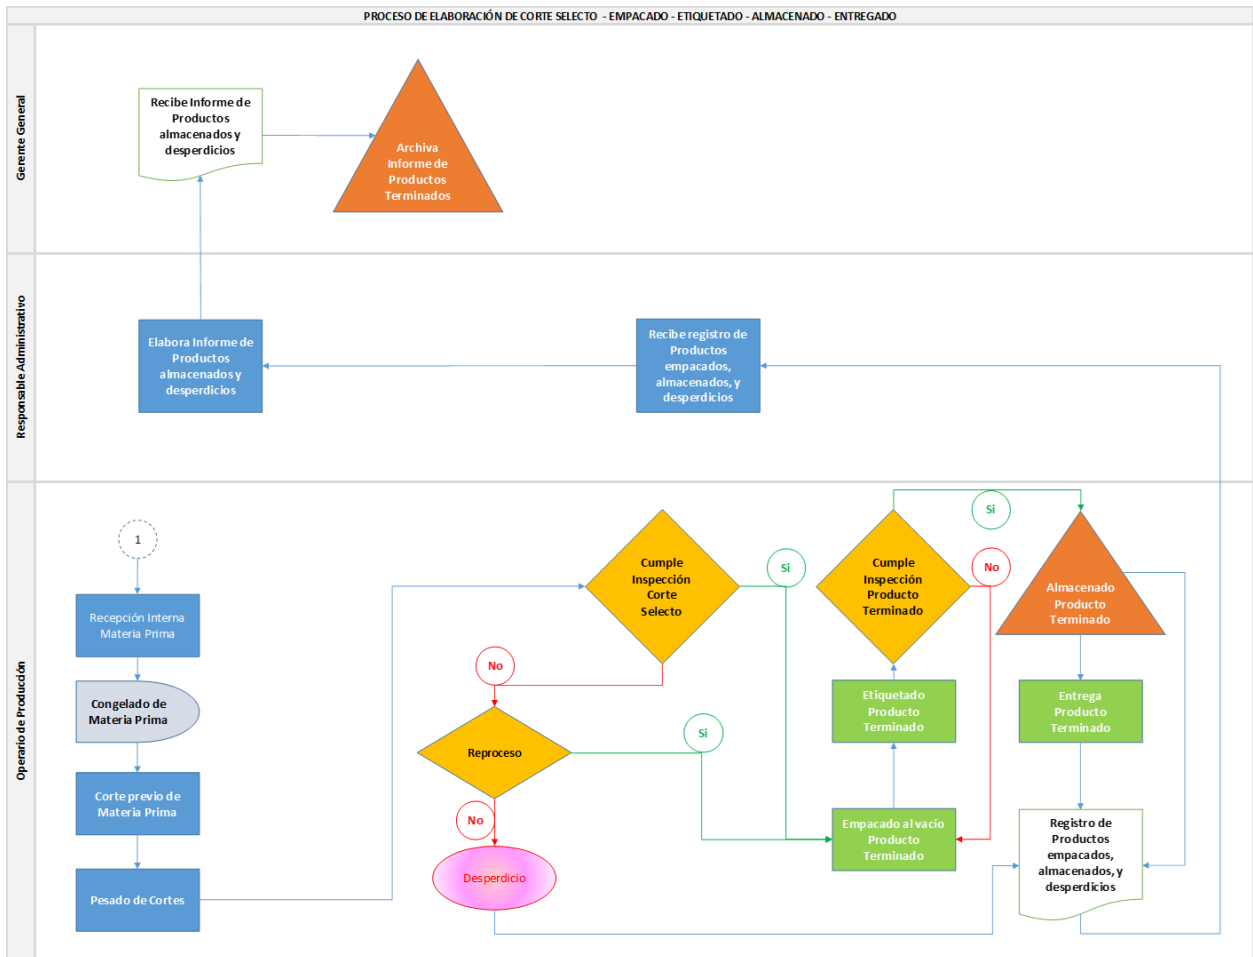 PROCESO DE ELABORACIÓN DE CORTE SELECTO - EMPACADO - ETIQUETADO - ALMACENADO - ENTREGADO
Gerente General
Recibe Informe de
Productos
almacenados y
desperdicios
Archiva
Informe de
Productos
Terminados
Responsable Administrativo
Elabora Informe de
Productos
almacenados y
desperdicios
Recibe registro de
Productos
empacados,
almacenados, y
desperdicios
Operario de Producción
1
Recepción Interna
Materia Prima
Congelado de
Materia Prima
Corte previo de
Materia Prima
Pesado de Cortes
Cumple
Inspección
Corte
Selecto
Si
No
Reproceso
Si
No
Desperdicio
Cumple
Inspección
Producto
Terminado
Si
No
Etiquetado
Producto
Terminado
Empacado al vacío
Producto
Terminado
Almacenado
Producto
Terminado
Entrega
Producto
Terminado
Registro de
Productos
empacados,
almacenados, y
desperdicios